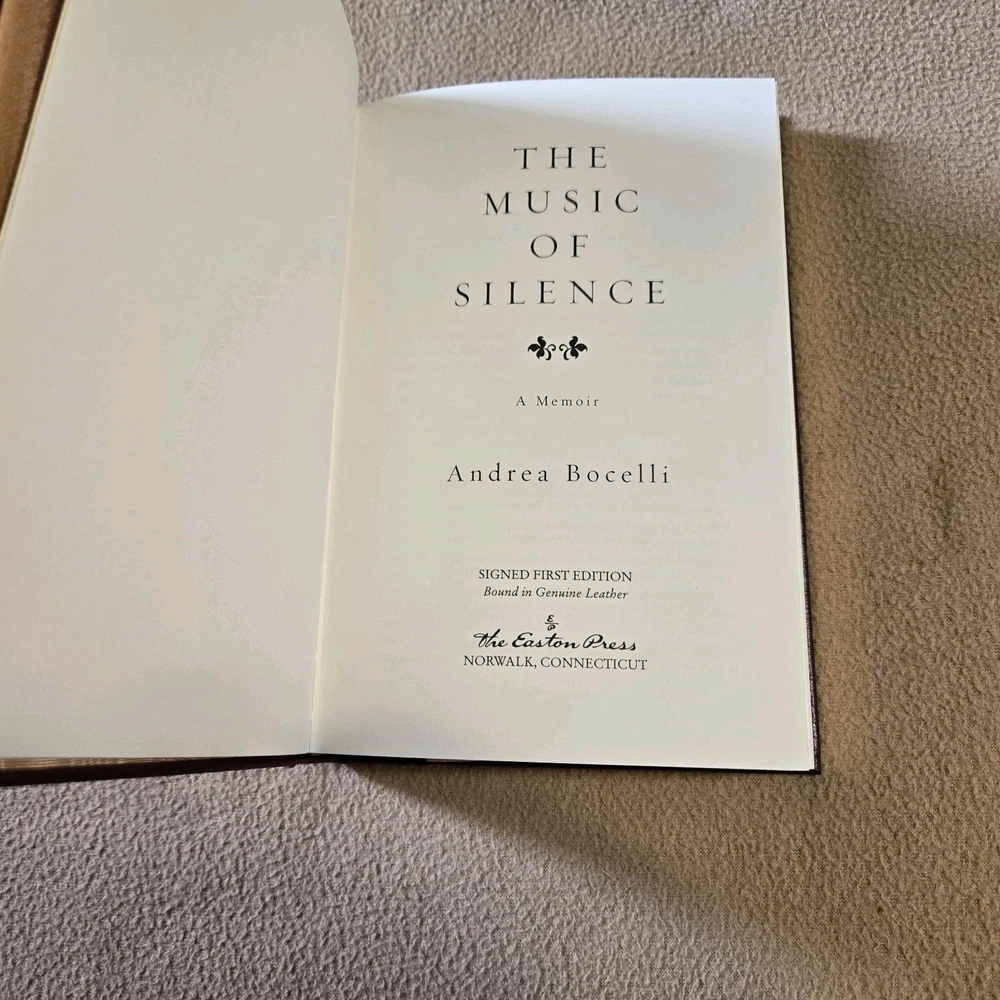 THE
MUSIC
OF
SILENCE
A Memoir
Andrea Bocelli
SIGNED FIRST EDITION
Bound in Genuine Leather
E
P
The Easton Press
NORWALK, CONNECTICUT